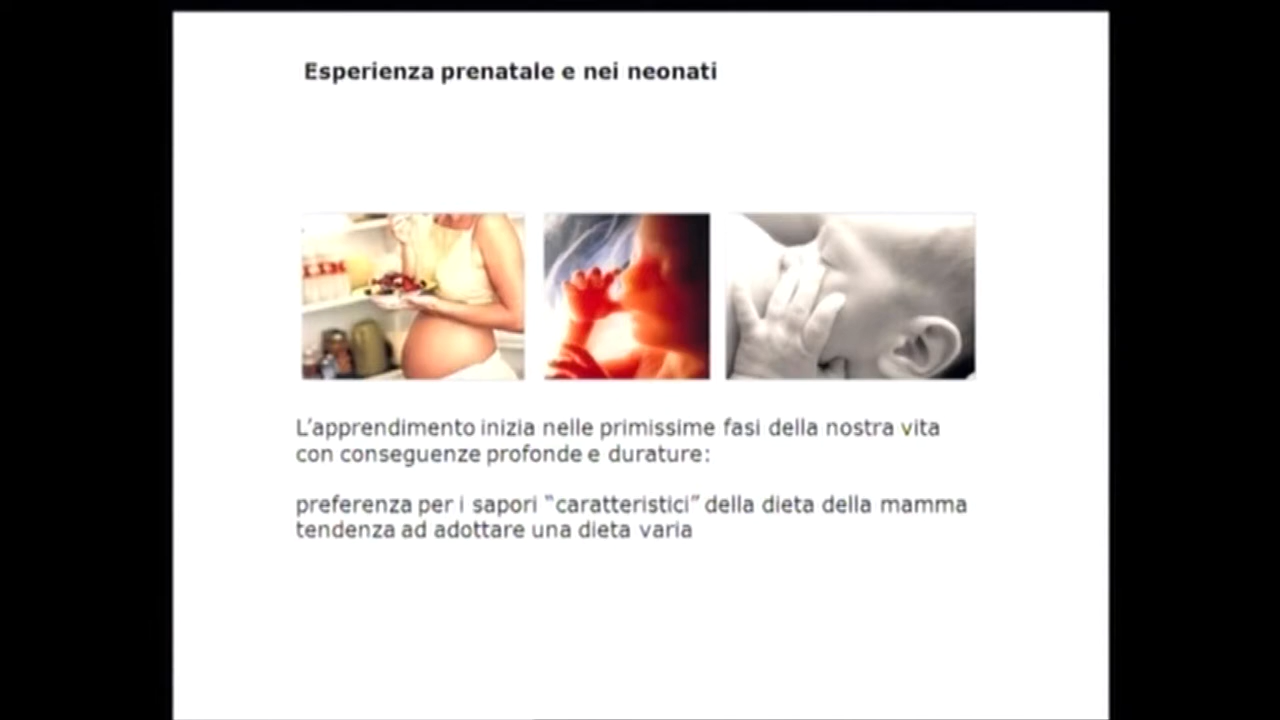 Esperienza prenatale e nei neonati
L’apprendimento inizia nelle primissime fasi della nostra vita
con conseguenze profonde e durature:
preferenza per i sapori “caratteristici” della dieta della mamma
tendenza ad adottare una dieta varia